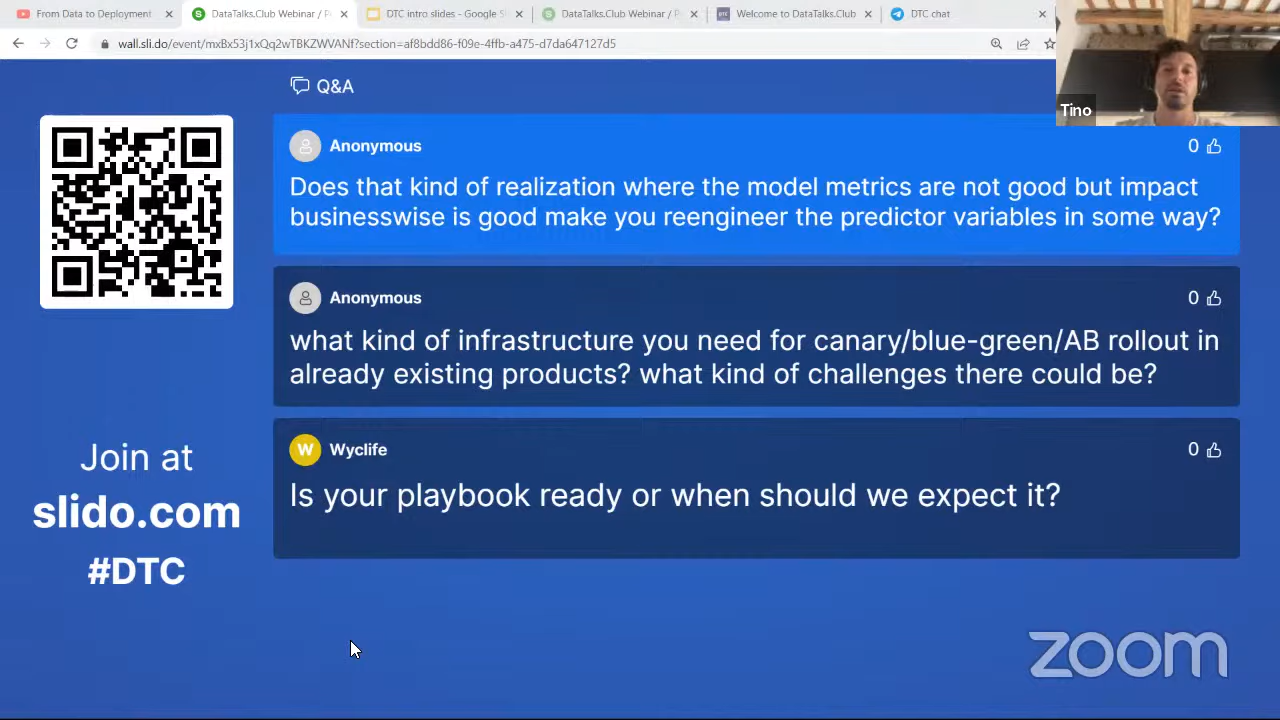 From Data to Deployment
DataTalks.Club Webinar / P
DTC intro slides - Google S
DataTalks.Club Webinar / P
Welcome to DataTalks.Club
DTC chat
wall.sli.do/event/mxBx53j1xQq2wTBKZWVANf?section=af8bdd86-f09e-4ffb-a475-d7da647127d5
Tino
Q&A
Anonymous
0
Does that kind of realization where the model metrics are not good but impact
businesswise is good make you reengineer the predictor variables in some way?
Anonymous
0
what kind of infrastructure you need for canary/blue-green/AB rollout in
already existing products? what kind of challenges there could be?
W
Wyclife
0
Is your playbook ready or when should we expect it?
Join at
slido.com
#DTC
zoom